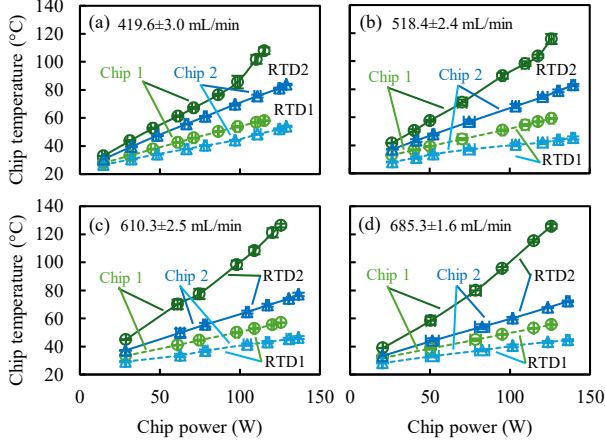 Chip temperature (°C)
140
120
100
80
60
40
20
(a) 419.6±3.0 mL/min
Chip 1
Chip 2
RTD2
RTD1
(b) 518.4±2.4 mL/min
Chip 1
Chip 2
RTD2
RTD1
Chip temperature (°C)
140
120
100
80
60
40
20
(c) 610.3±2.5 mL/min
Chip 1
Chip 2
RTD2
RTD1
(d) 685.3±1.6 mL/min
Chip 1
Chip 2
RTD2
RTD1
0 50 100 150
0 50 100 150
Chip power (W)
Chip power (W)